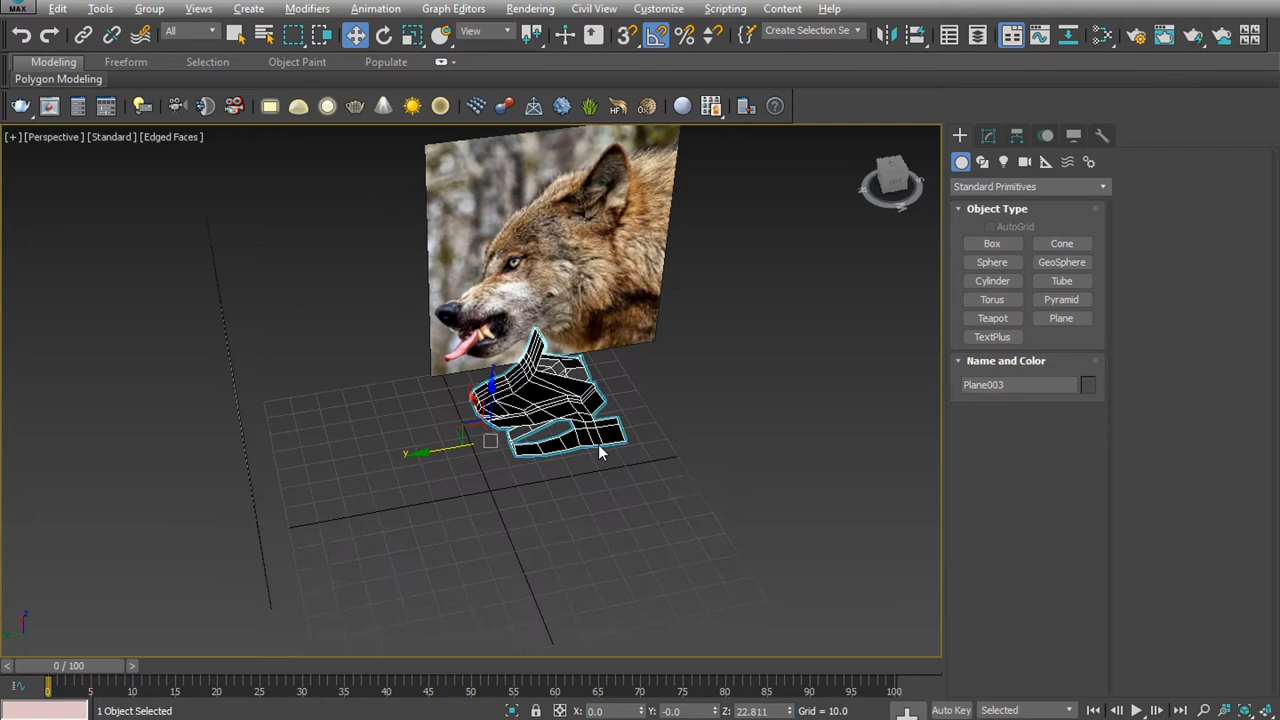 MAX Edit Tools Group Views Create Modifiers Animation Graph Editors Rendering Civil View Customize Scripting Content Help
All View 3 Create Selection Se
Modeling Freeform Selection Object Paint Populate
Polygon Modeling
[+] [Perspective] [Standard] [Edged Faces]
Standard Primitives
Object Type
AutoGrid
Box Cone
Sphere GeoSphere
Cylinder Tube
Torus Pyramid
Teapot Plane
TextPlus
Name and Color
Plane003
y
z
0 / 100
0 5 10 15 20 25 30 35 40 45 50 55 60 65 70 75 80 85 90 95 100
1 Object Selected X: 0.0 Y: -0.0 Z: 22.811 Grid = 10.0 Auto Key Selected